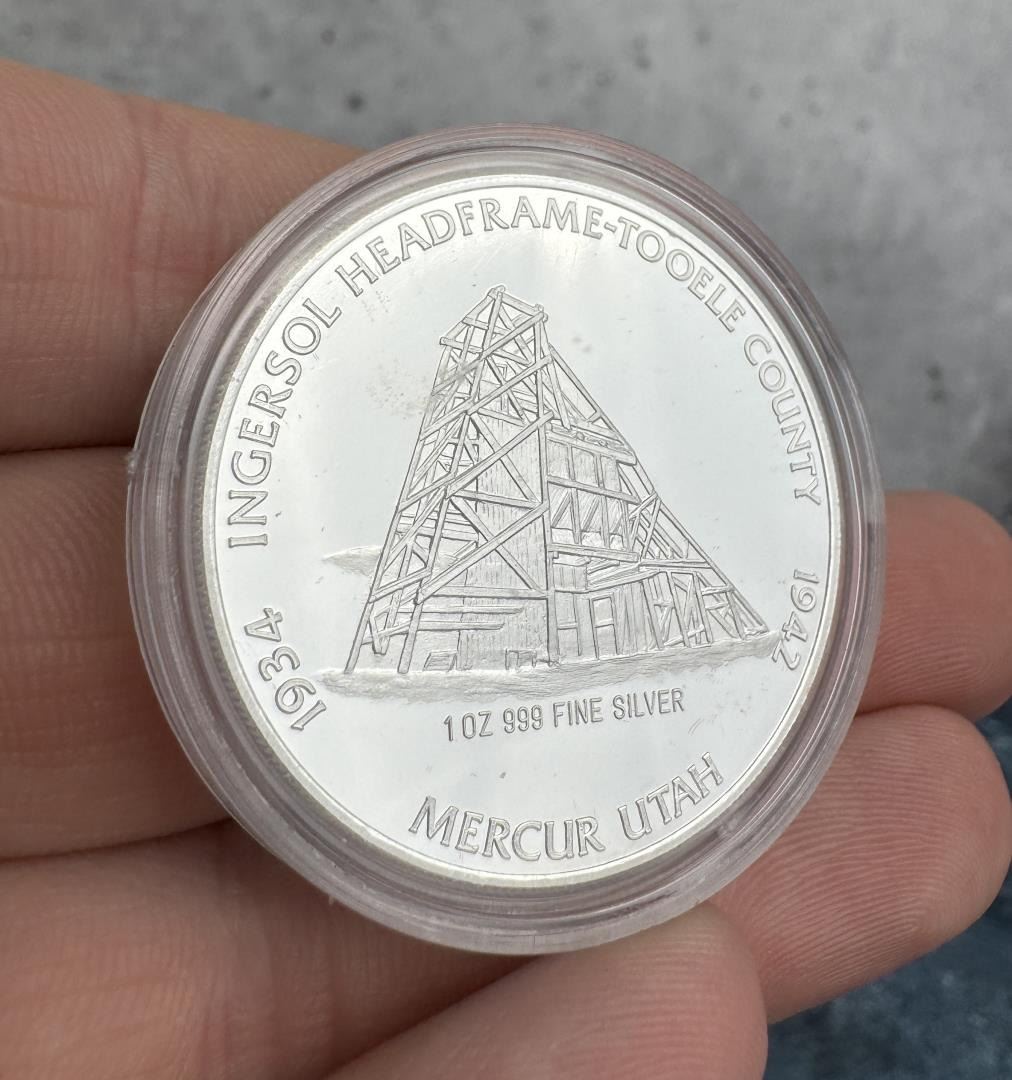 INGERSOL HEADFRAME-TOOELE COUNTY
1934
1942
1 OZ 999 FINE SILVER
MERCUR UTAH